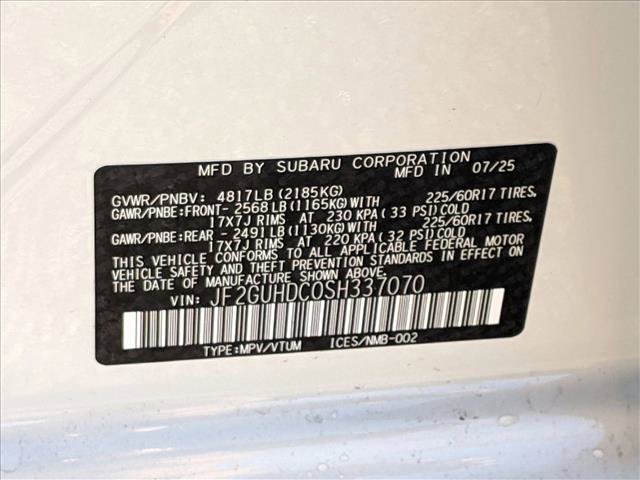 MFD BY SUBARU CORPORATION
MFD IN 07/25
GVWR/PNBV: 4817LB (2185KG)
GAWR/PNBE:FRONT- 2568 LB (1165KG) WITH 225/60R17 TIRES,
17X7J RIMS AT 230 KPA (33 PSI) COLD
GAWR/PNBE:REAR - 2491 LB (1130KG) WITH 225/60R17 TIRES,
17X7J RIMS AT 220 KPA (32 PSI) COLD
THIS VEHICLE CONFORMS TO ALL APPLICABLE FEDERAL MOTOR
VEHICLE SAFETY AND THEFT PREVENTION STANDARDS IN EFFECT ON
THE DATE OF MANUFACTURE SHOWN ABOVE.
VIN: JF2GUHDC0SH337070
TYPE:MPV/VTUM ICES/NMB-002